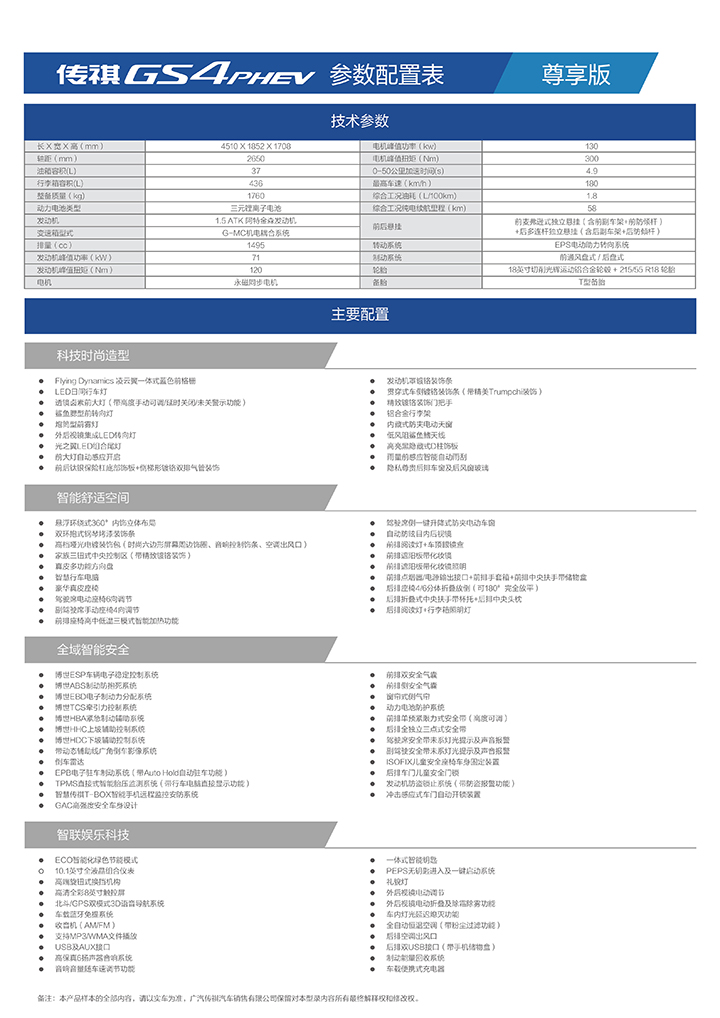 传祺GS4PHEV 参数配置表 尊享版
技术参数
长 X 宽 X 高（mm） 4510 X 1852 X 1708 电机峰值功率（kw） 130
轴距（mm） 2650 电机峰值扭矩（Nm） 300
油箱容积(L) 37 0-50公里加速时间(s) 4.9
行李箱容积(L) 436 最高车速（km/h） 180
整备质量（kg） 1760 综合工况油耗（L/100km） 1.8
动力电池类型 三元锂离子电池 综合工况纯电续航里程（km） 58
发动机 1.5 ATK 阿特金森发动机 前后悬挂 前麦弗逊式独立悬挂（含前副车架+前防倾杆）
变速箱型式 G-MC机电耦合系统 +后多连杆独立悬挂（含后副车架+后防倾杆）
排量（cc） 1495 转动系统 EPS电动助力转向系统
发动机峰值功率（kW） 71 制动系统 前通风盘式 / 后盘式
发动机峰值扭矩（Nm） 120 轮胎 18英寸切削光辉运动铝合金轮毂 + 215/55 R18 轮胎
电机 永磁同步电机 备胎 T型备胎
主要配置
科技时尚造型
Flying Dynamics 凌云翼一体式蓝色前格栅
LED日间行车灯
透镜卤素前大灯（带高度手动可调/延时关闭/未关警示功能）
鲨鱼腮型前转向灯
炮筒型前雾灯
外后视镜集成LED转向灯
光之翼LED组合尾灯
前大灯自动感应开启
前后钛银保险杠底部饰板+倒梯形镀铬双排气管装饰
发动机罩镀铬装饰条
贯穿式车侧镀铬装饰条（带精美Trumpchi装饰）
精致镀铬装饰门把手
铝合金行李架
内藏式防夹电动天窗
低风阻鲨鱼鳍天线
高亮黑隐藏式D柱饰板
雨量前感应智能自动雨刮
隐私尊贵后排车窗及后风窗玻璃
智能舒适空间
悬浮环绕式360°内饰立体布局
双环抱式钢琴烤漆装饰条
高档哑光电镀装饰包（时尚六边形屏幕周边饰圈、音响控制饰条、空调出风口）
家族三钮式中央控制区（带精致镀铬装饰）
真皮多功能方向盘
智慧行车电脑
豪华真皮座椅
驾驶席电动座椅6向调节
副驾驶席手动座椅4向调节
前排座椅高中低温三模式智能加热功能
驾驶席侧一键升降式防夹电动车窗
自动防眩目内后视镜
前排阅读灯+车顶眼镜盒
前排遮阳板带化妆镜
前排遮阳板带化妆镜照明
前排点烟器/电源输出接口+前排手套箱+前排中央扶手带储物盒
后排座椅4/6分体折叠放倒（可180°完全放平）
后排折叠式中央扶手带杯托+后排中央头枕
后排阅读灯+行李箱照明灯
全域智能安全
博世ESP车辆电子稳定控制系统
博世ABS制动防抱死系统
博世EBD电子制动力分配系统
博世TCS牵引力控制系统
博世HBA紧急制动辅助系统
博世HHC上坡辅助控制系统
博世HDC下坡辅助控制系统
带动态辅助线广角倒车影像系统
倒车雷达
EPB电子驻车制动系统（带Auto Hold自动驻车功能）
TPMS直接式智能胎压监测系统（带行车电脑直接显示功能）
智慧传祺T-BOX智能手机远程监控安防系统
GAC高强度安全车身设计
前排双安全气囊
前排侧安全气囊
窗帘式侧气帘
动力电池防护系统
前排单预紧限力式安全带（高度可调）
后排全独立三点式安全带
驾驶席安全带未系灯光提示及声音报警
副驾驶安全带未系灯光提示及声音报警
ISOFIX儿童安全座椅车身固定装置
后排车门儿童安全门锁
发动机防盗锁止系统（带防盗报警功能）
冲击感应式车门自动开锁装置
智联娱乐科技
ECO智能化绿色节能模式
10.1英寸全液晶组合仪表
高端旋钮式换挡机构
高清全彩8英寸触控屏
北斗/GPS双模式3D语音导航系统
车载蓝牙免提系统
收音机（AM/FM）
支持MP3/WMA文件播放
USB及AUX接口
高保真6扬声器音响系统
音响音量随车速调节功能
一体式智能钥匙
PEPS无钥匙进入及一键启动系统
礼貌灯
外后视镜电动调节
外后视镜电动折叠及除霜除雾功能
车内灯光延迟熄灭功能
全自动恒温空调（带粉尘过滤功能）
后排空调出风口
后排双USB接口（带手机储物盒）
制动能量回收系统
车载便携式充电器
备注：本产品样本的全部内容，请以实车为准，广汽传祺汽车销售有限公司保留对本型录内容所有最终解释权和修改权。